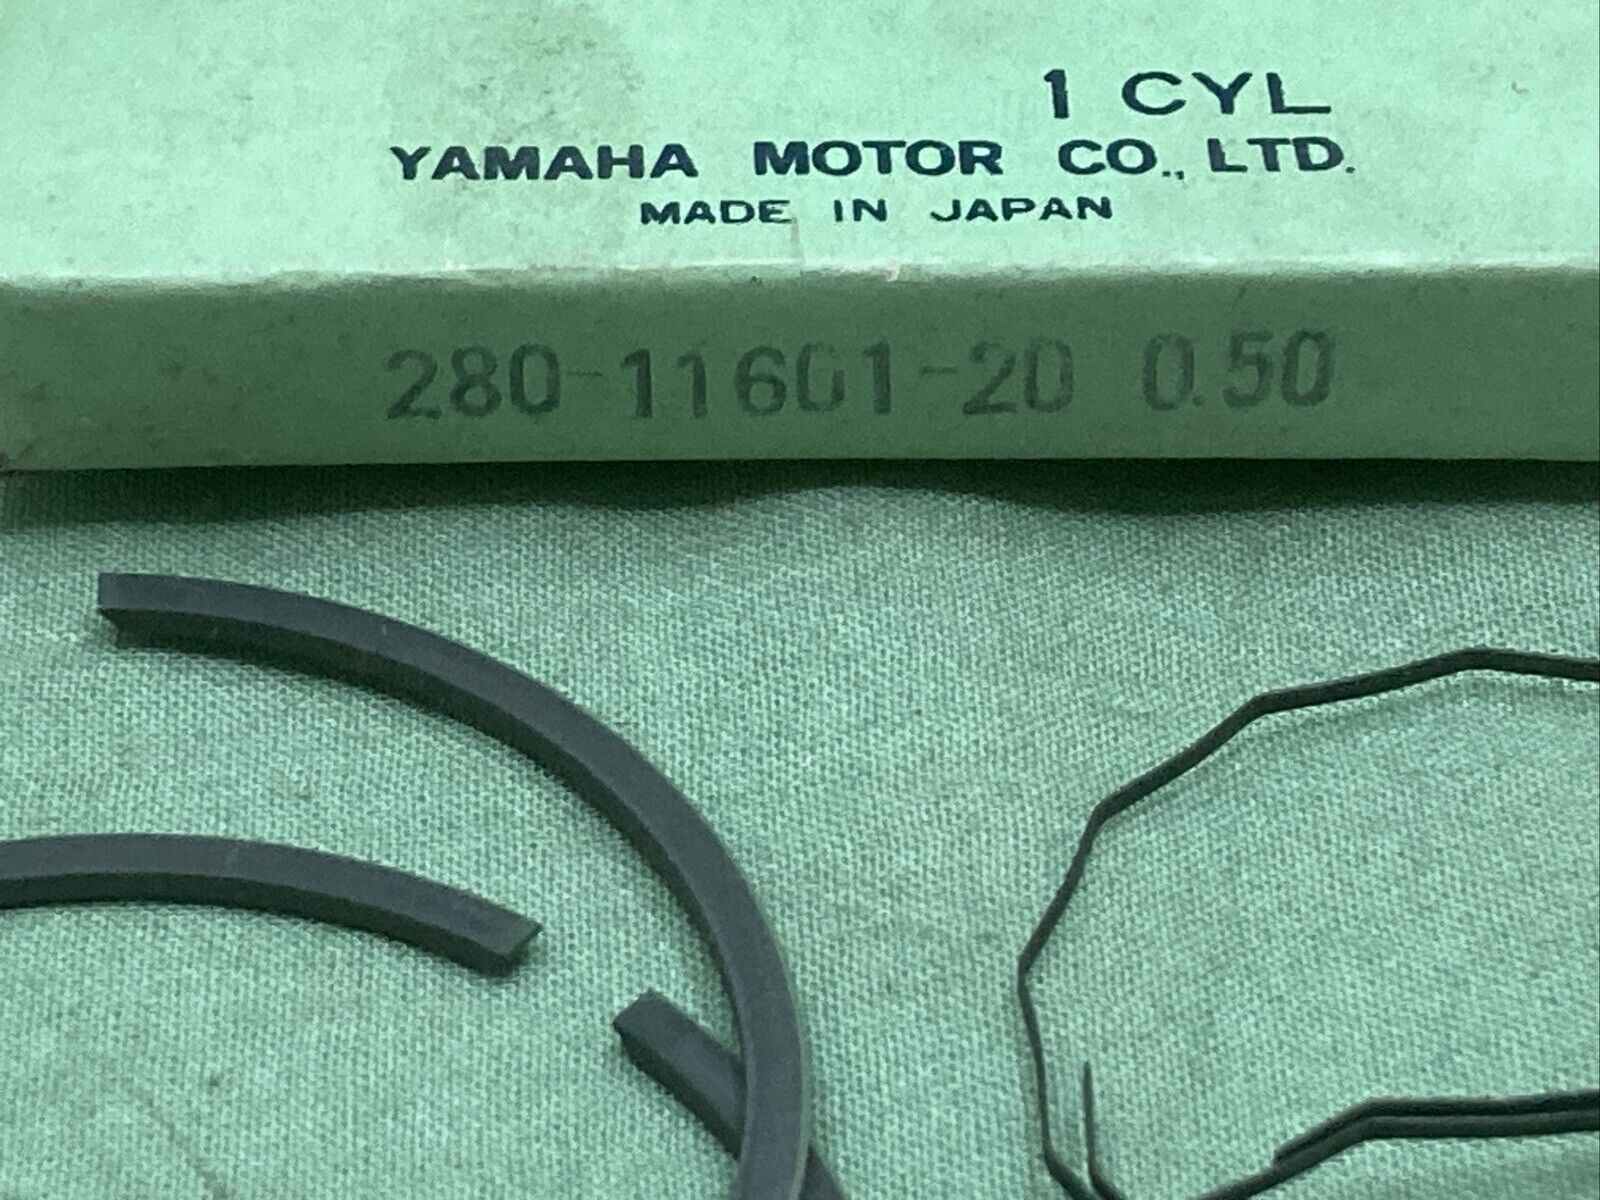 1 CYL
YAMAHA MOTOR CO., LTD.
MADE IN JAPAN
280-11601-20 0.50